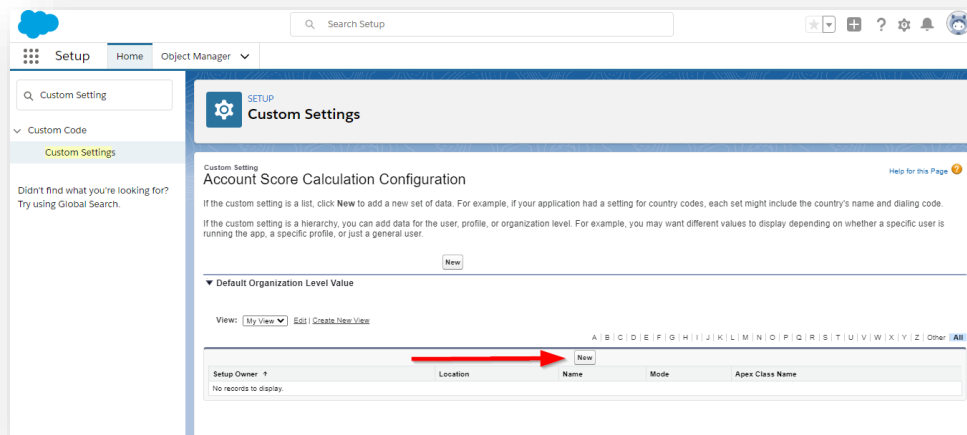 Search Setup
Setup
Home
Object Manager
Custom Setting
Custom Code
Custom Settings
Didn't find what you're looking for?
Try using Global Search.
SETUP
Custom Settings
Custom Setting
Account Score Calculation Configuration
Help for this Page
If the custom setting is a list, click New to add a new set of data. For example, if your application had a setting for country codes, each set might include the country's name and dialing code.
If the custom setting is a hierarchy, you can add data for the user, profile, or organization level. For example, you may want different values to display depending on whether a specific user is
running the app, a specific profile, or just a general user.
New
Default Organization Level Value
View: My View Edit | Create New View
A | B | C | D | E | F | G | H | I | J | K | L | M | N | O | P | Q | R | S | T | U | V | W | X | Y | Z | Other All
New
Setup Owner ↑ Location Name Mode Apex Class Name
No records to display.